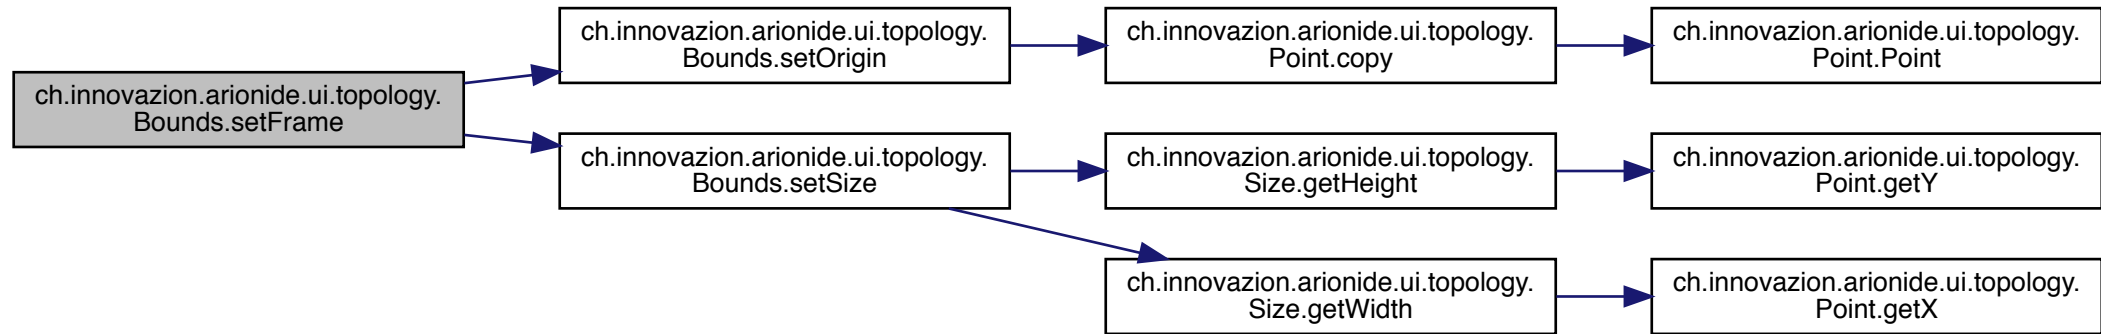 ch.innovazion.arionide.ui.topology.
Bounds.setFrame
ch.innovazion.arionide.ui.topology.
Bounds.setOrigin
ch.innovazion.arionide.ui.topology.
Point.copy
ch.innovazion.arionide.ui.topology.
Point.Point
ch.innovazion.arionide.ui.topology.
Bounds.setSize
ch.innovazion.arionide.ui.topology.
Size.getHeight
ch.innovazion.arionide.ui.topology.
Point.getY
ch.innovazion.arionide.ui.topology.
Size.getWidth
ch.innovazion.arionide.ui.topology.
Point.getX